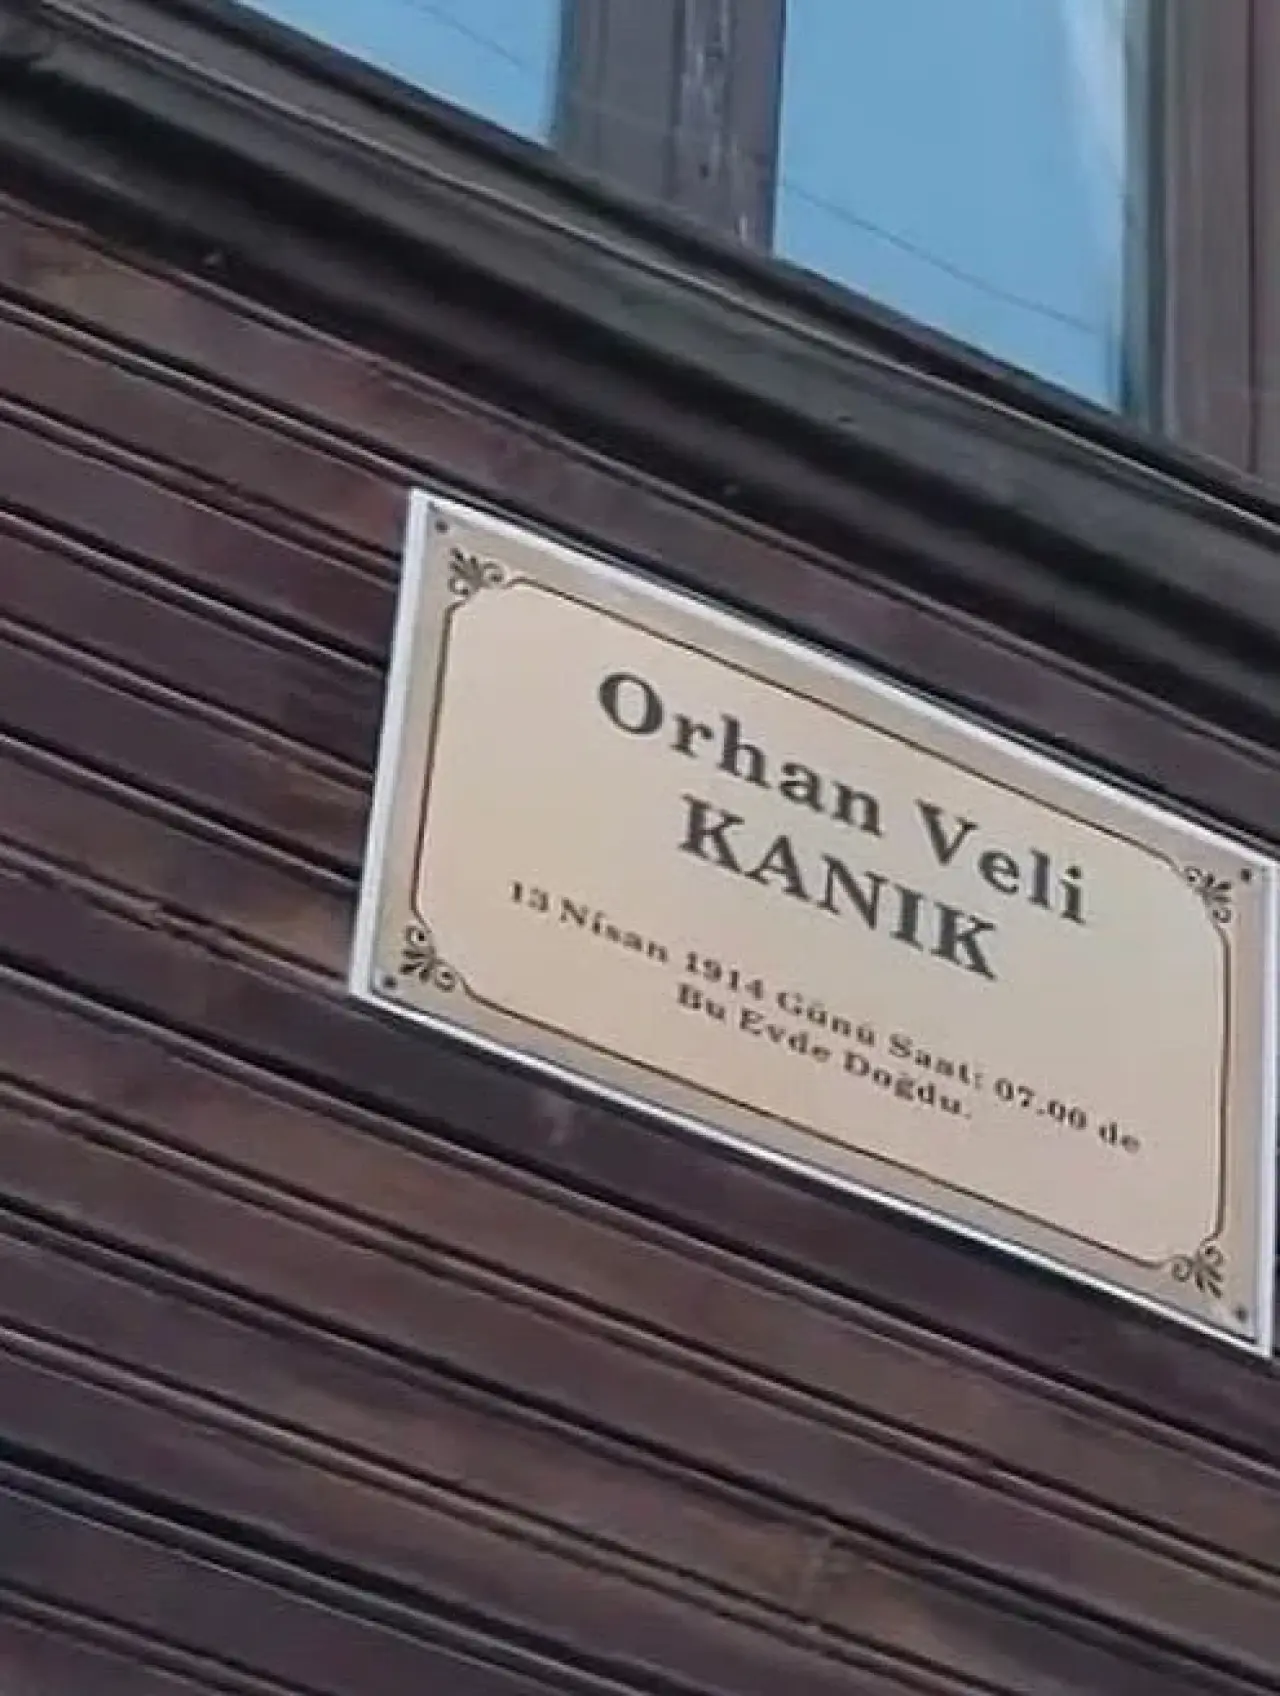 Orhan Veli
KANIK
13 Nisan 1914 Günü Saat: 07.00 de
Bu Evde Doğdu.